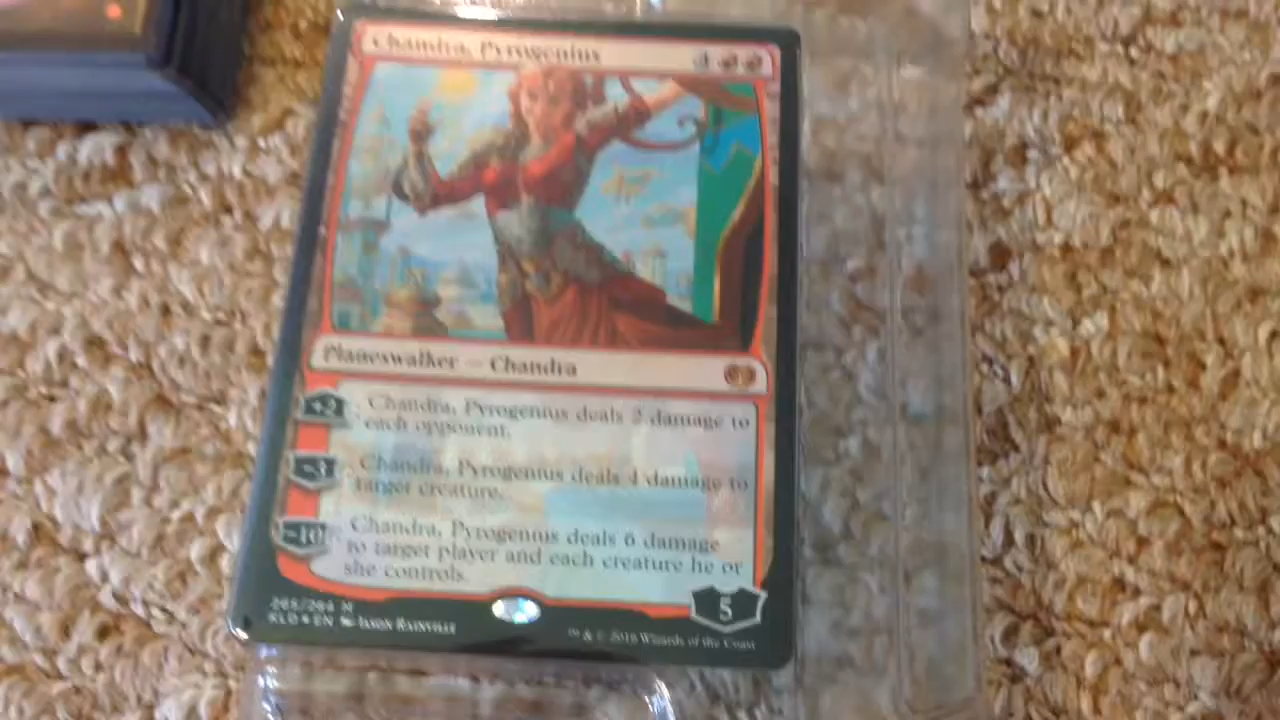 Chandra, Pyrogenius 4
Planeswalker — Chandra
+2 : Chandra, Pyrogenius deals 2 damage to
each opponent.
-3 : Chandra, Pyrogenius deals 4 damage to
target creature.
-10 : Chandra, Pyrogenius deals 6 damage
to target player and each creature he or
she controls.
5
265/264 M
KLD ★ EN Jason Rainville
™ & © 2016 Wizards of the Coast